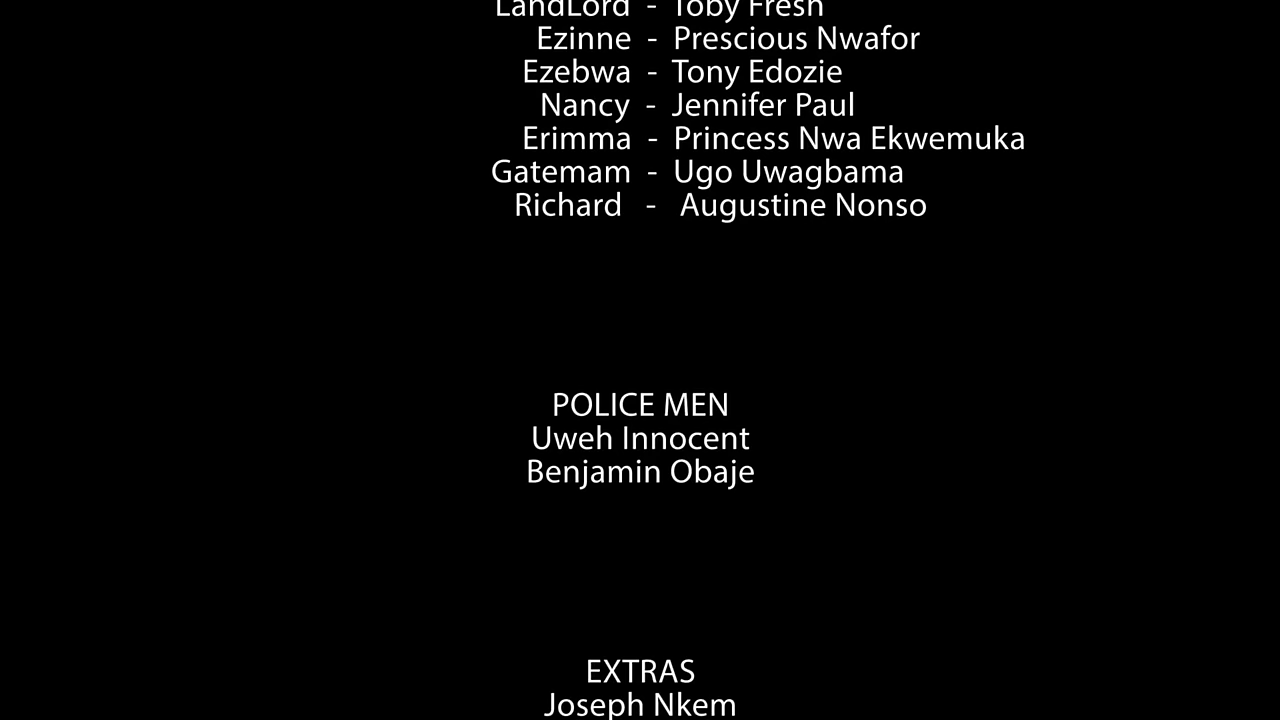 LandLord - Toby Fresh
Ezinne - Prescious Nwafor
Ezebwa - Tony Edozie
Nancy - Jennifer Paul
Erimma - Princess Nwa Ekwemuka
Gatemam - Ugo Uwagbama
Richard - Augustine Nonso
POLICE MEN
Uweh Innocent
Benjamin Obaje
EXTRAS
Joseph Nkem